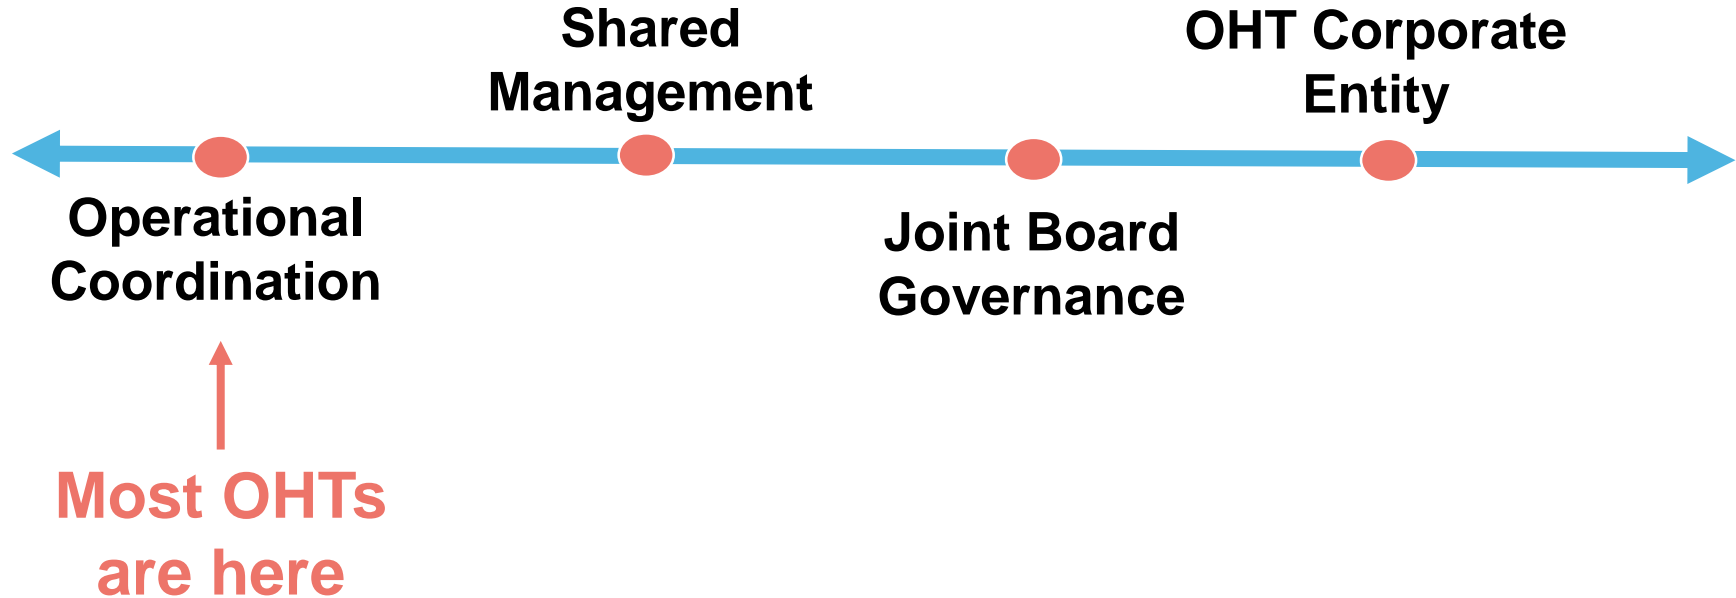 Shared
Management
OHT Corporate
Entity
Operational
Coordination
Joint Board
Governance
Most OHTs
are here